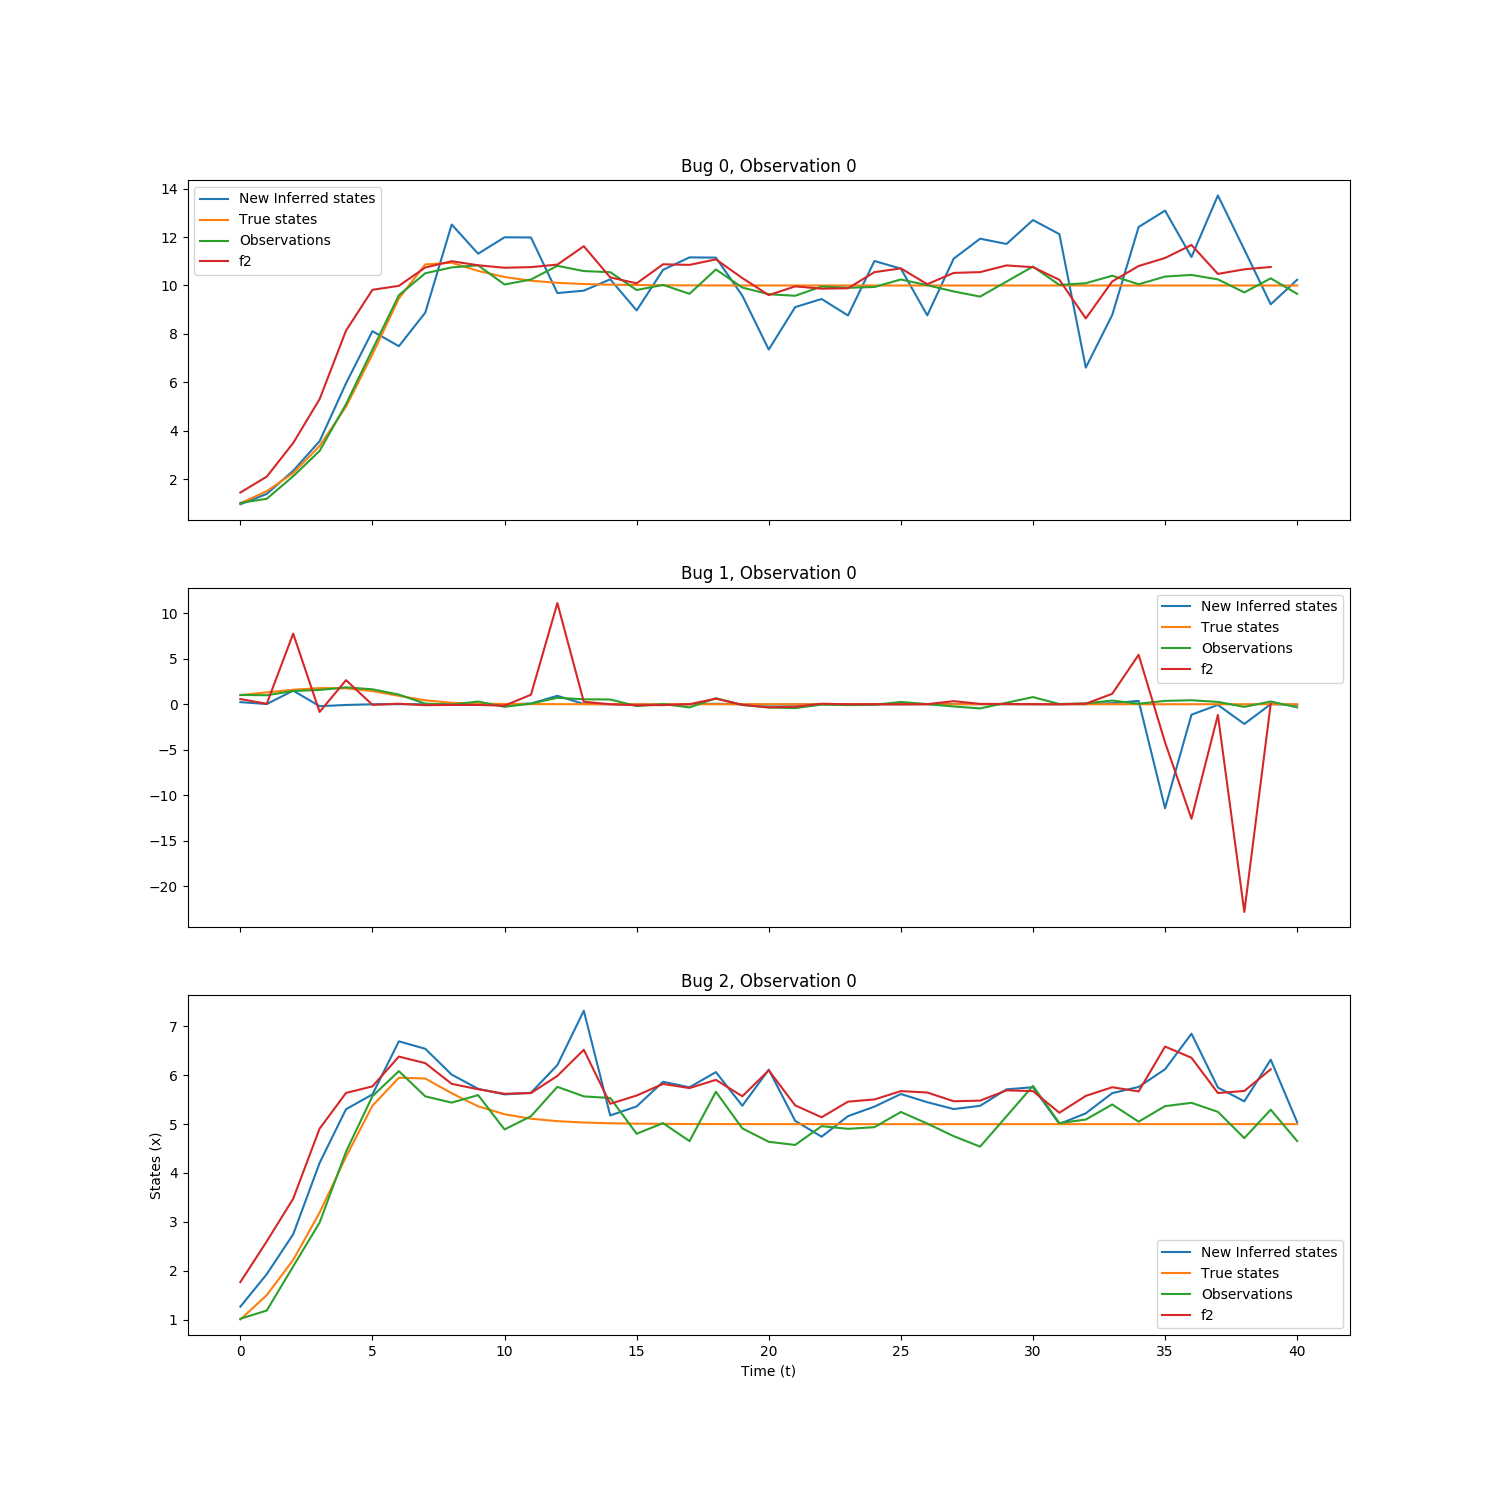 Bug 0, Observation 0
14
12
10
8
6
4
2
New Inferred states
True states
Observations
f2
Bug 1, Observation 0
10
5
0
−5
−10
−15
−20
New Inferred states
True states
Observations
f2
Bug 2, Observation 0
7
6
5
4
3
2
1
States (x)
New Inferred states
True states
Observations
f2
0 5 10 15 20 25 30 35 40
Time (t)